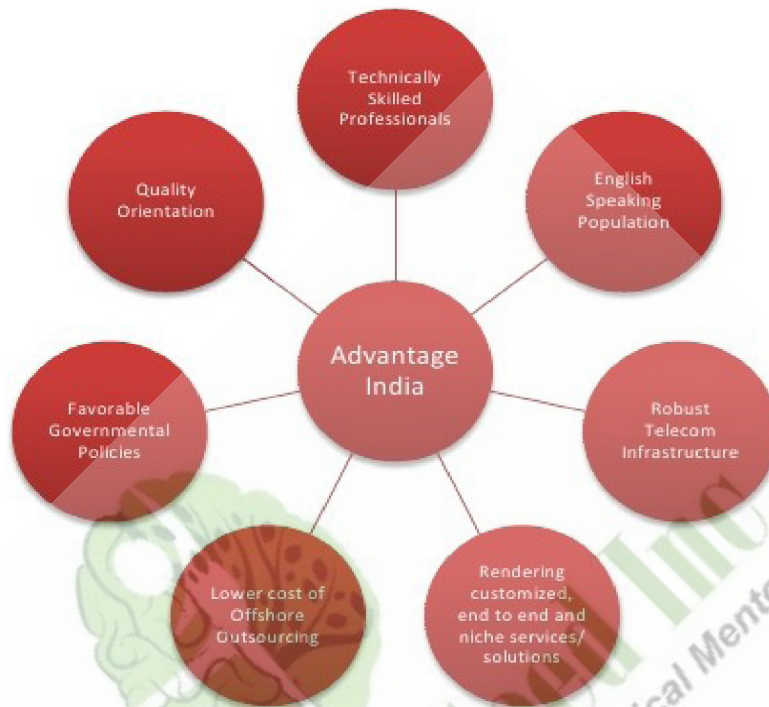 Technically
Skilled
Professionals
English
Speaking
Population
Robust
Telecom
Infrastructure
Rendering
customized,
end to end and
niche services/
solutions
Lower cost of
Offshore
Outsourcing
Favorable
Governmental
Policies
Quality
Orientation
Advantage
India
Inc